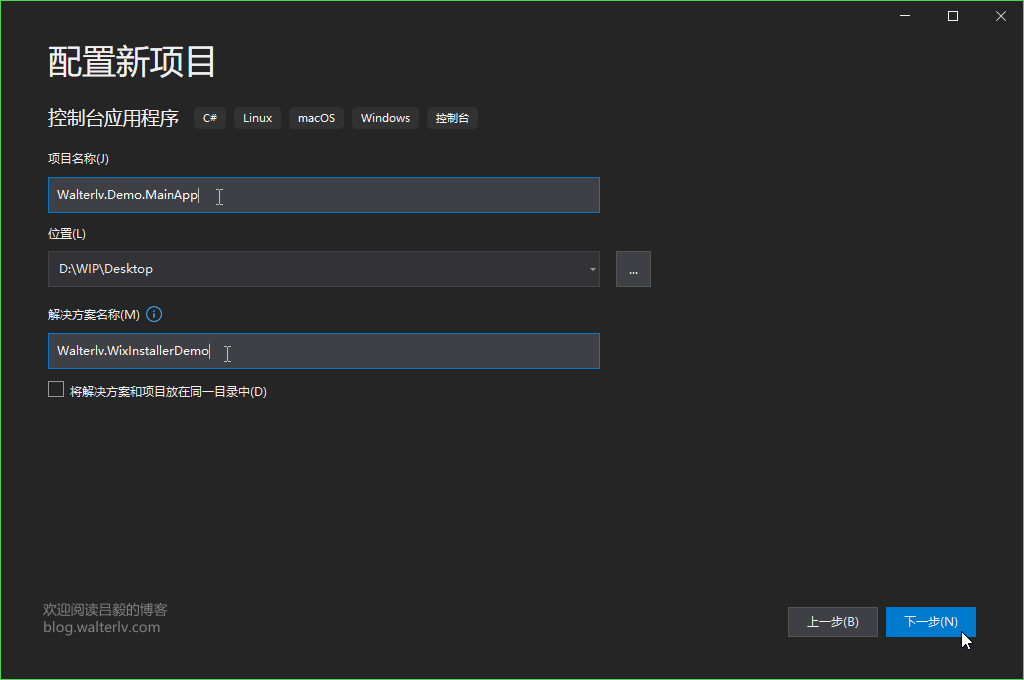 配置新项目
控制台应用程序 C# Linux macOS Windows 控制台
项目名称(J)
Walterlv.Demo.MainApp
位置(L)
D:\WIP\Desktop ...
解决方案名称(M)
Walterlv.WixInstallerDemo
将解决方案和项目放在同一目录中(D)
欢迎阅读吕毅的博客
blog.walterlv.com
上一步(B) 下一步(N)